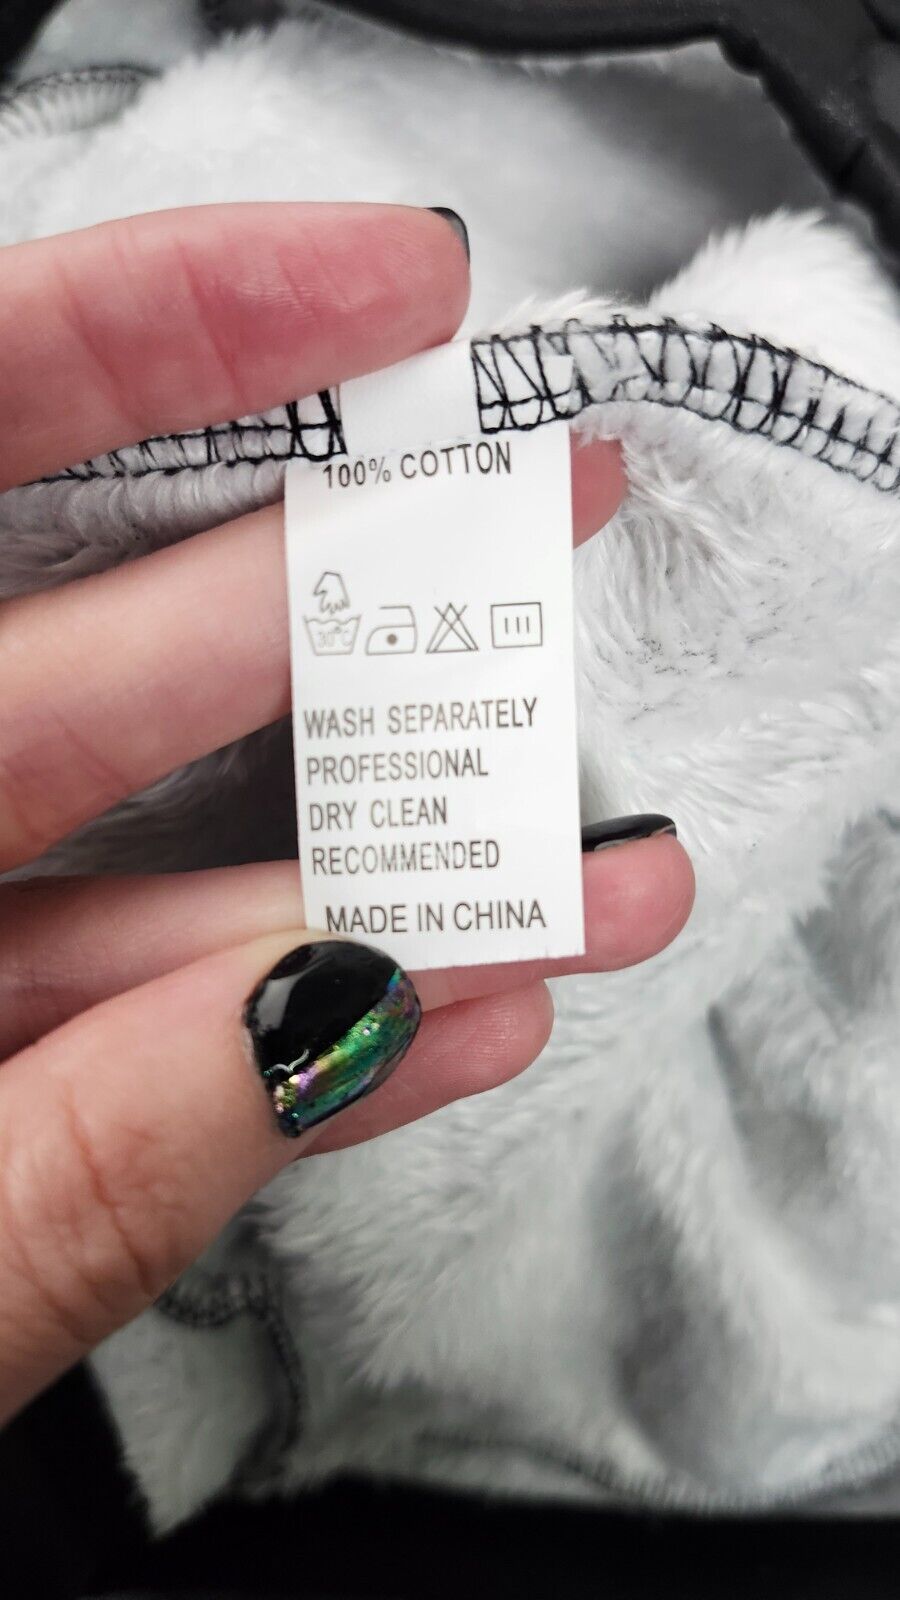 100% COTTON
30°C
WASH SEPARATELY
PROFESSIONAL
DRY CLEAN
RECOMMENDED
MADE IN CHINA